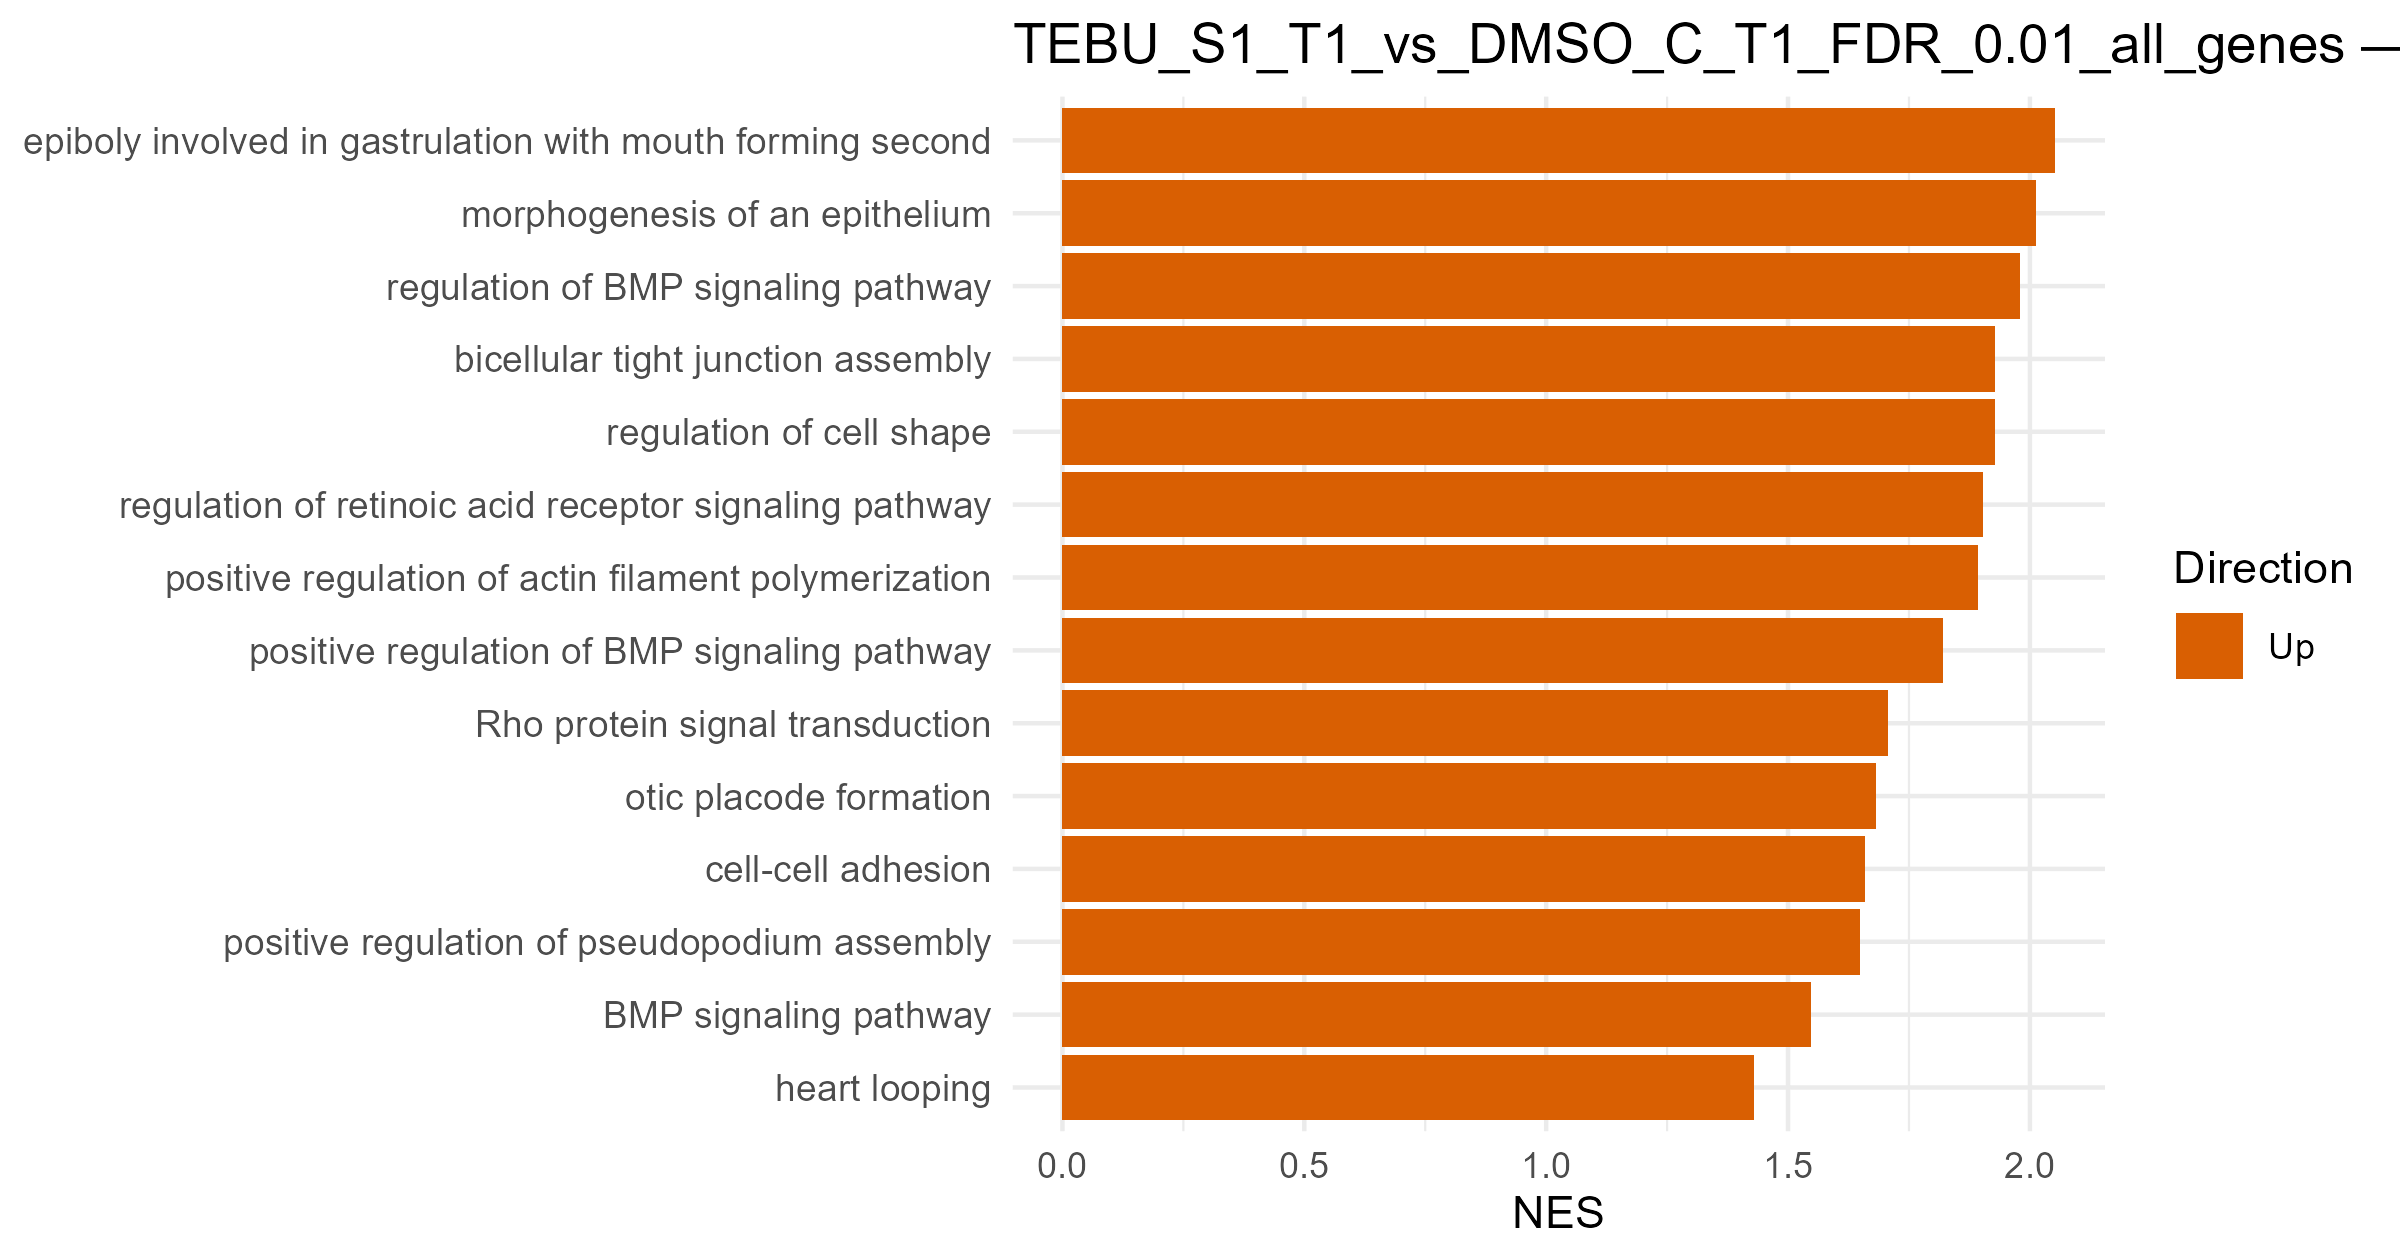 TEBU_S1_T1_vs_DMSO_C_T1_FDR_0.01_all_genes —
epiboly involved in gastrulation with mouth forming second
morphogenesis of an epithelium
regulation of BMP signaling pathway
bicellular tight junction assembly
regulation of cell shape
regulation of retinoic acid receptor signaling pathway
positive regulation of actin filament polymerization
positive regulation of BMP signaling pathway
Rho protein signal transduction
otic placode formation
cell-cell adhesion
positive regulation of pseudopodium assembly
BMP signaling pathway
heart looping
0.0 0.5 1.0 1.5 2.0
NES
Direction
Up